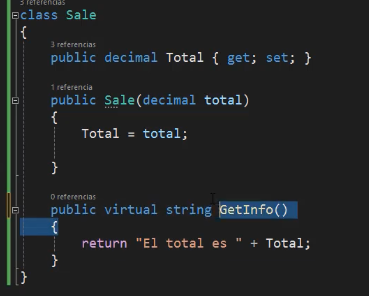 3 referencias
class Sale
{
3 referencias
public decimal Total { get; set; }
1 referencia
public Sale(decimal total)
{
Total = total;
}
0 referencias
public virtual string GetInfo()
{
return "El total es " + Total;
}
}